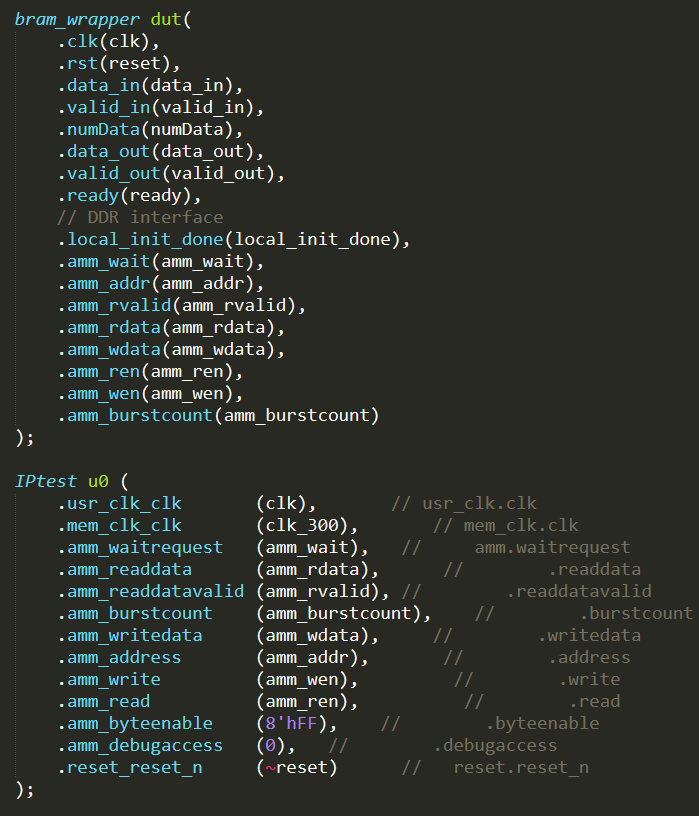 bram_wrapper dut(
    .clk(clk),
    .rst(reset),
    .data_in(data_in),
    .valid_in(valid_in),
    .numData(numData),
    .data_out(data_out),
    .valid_out(valid_out),
    .ready(ready),
    // DDR interface
    .local_init_done(local_init_done),
    .amm_wait(amm_wait),
    .amm_addr(amm_addr),
    .amm_rvalid(amm_rvalid),
    .amm_rdata(amm_rdata),
    .amm_wdata(amm_wdata),
    .amm_ren(amm_ren),
    .amm_wen(amm_wen),
    .amm_burstcount(amm_burstcount)
);

IPtest u0 (
    .usr_clk_clk       (clk),       // usr_clk.clk
    .mem_clk_clk       (clk_300),       // mem_clk.clk
    .amm_waitrequest   (amm_wait),   //     amm.waitrequest
    .amm_readdata      (amm_rdata),      //        .readdata
    .amm_readdatavalid (amm_rvalid), //        .readdatavalid
    .amm_burstcount    (amm_burstcount),    //        .burstcount
    .amm_writedata     (amm_wdata),     //        .writedata
    .amm_address       (amm_addr),       //        .address
    .amm_write         (amm_wen),         //        .write
    .amm_read          (amm_ren),          //        .read
    .amm_byteenable    (8'hFF),    //        .byteenable
    .amm_debugaccess   (0),   //        .debugaccess
    .reset_reset_n     (~reset)      //   reset.reset_n
);